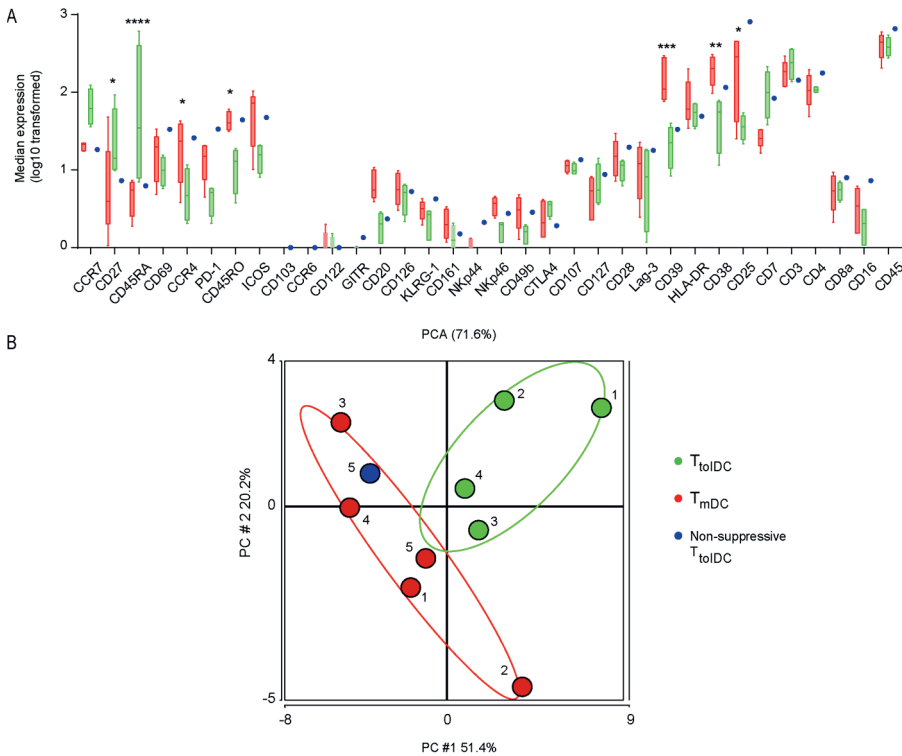 A
3
2
1
0
Median expression
(log10 transformed)
*
****
*
*
***
**
*
CCR7
CD27
CD45RA
CD69
CCR4
PD-1
CD45RO
ICOS
CD103
CCR6
CD122
GITR
CD20
CD126
KLRG-1
CD161
NKp44
NKp46
CD49b
CTLA4
CD107
CD127
CD28
Lag-3
CD39
HLA-DR
CD38
CD25
CD7
CD3
CD4
CD8a
CD16
CD45
B
PCA (71.6%)
4
0
-5
PC # 2 20.2%
3
5
4
5
1
2
2
1
4
3
-8
0
9
PC #1 51.4%
TtolDC
TmDC
Non-suppressive
TtolDC